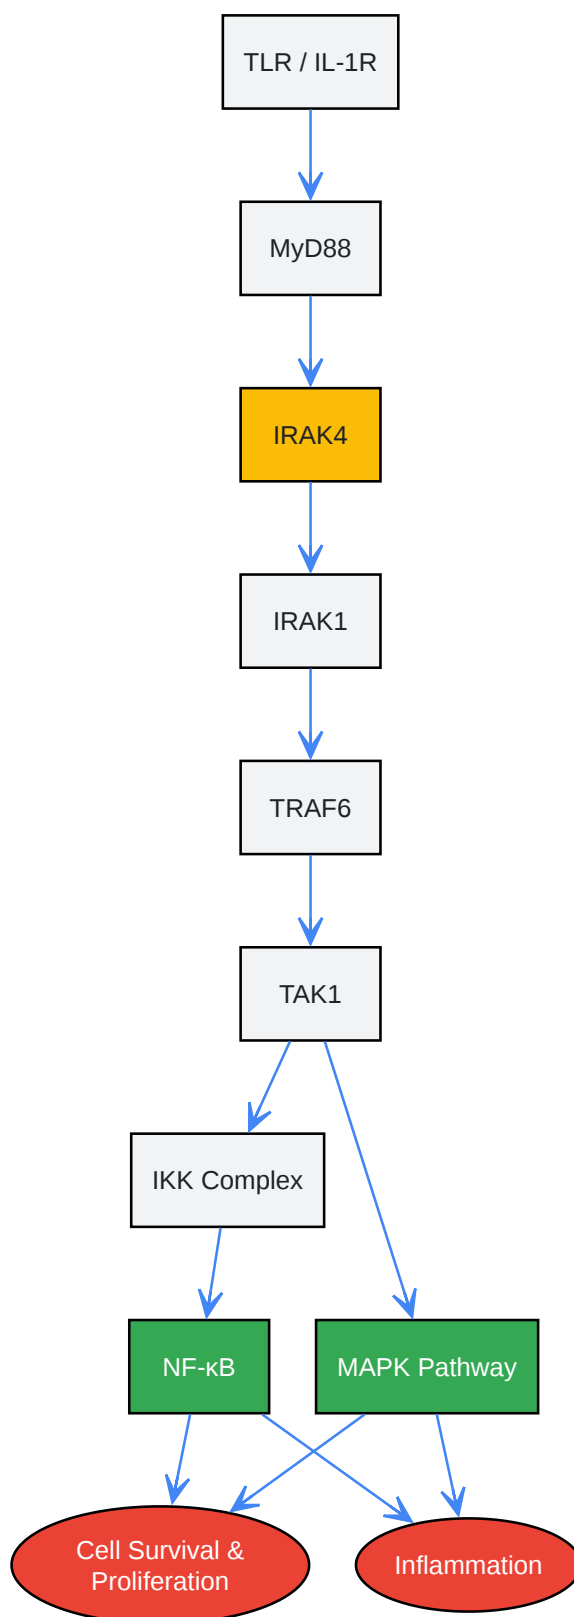 TLR / IL-1R
MyD88
IRAK4
IRAK1
TRAF6
TAK1
IKK Complex
NF-κB
MAPK Pathway
Cell Survival &
Proliferation
Inflammation